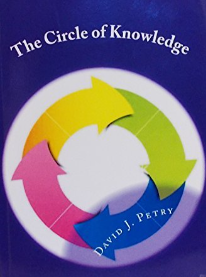 The Circle of Knowledge
David J. Petry